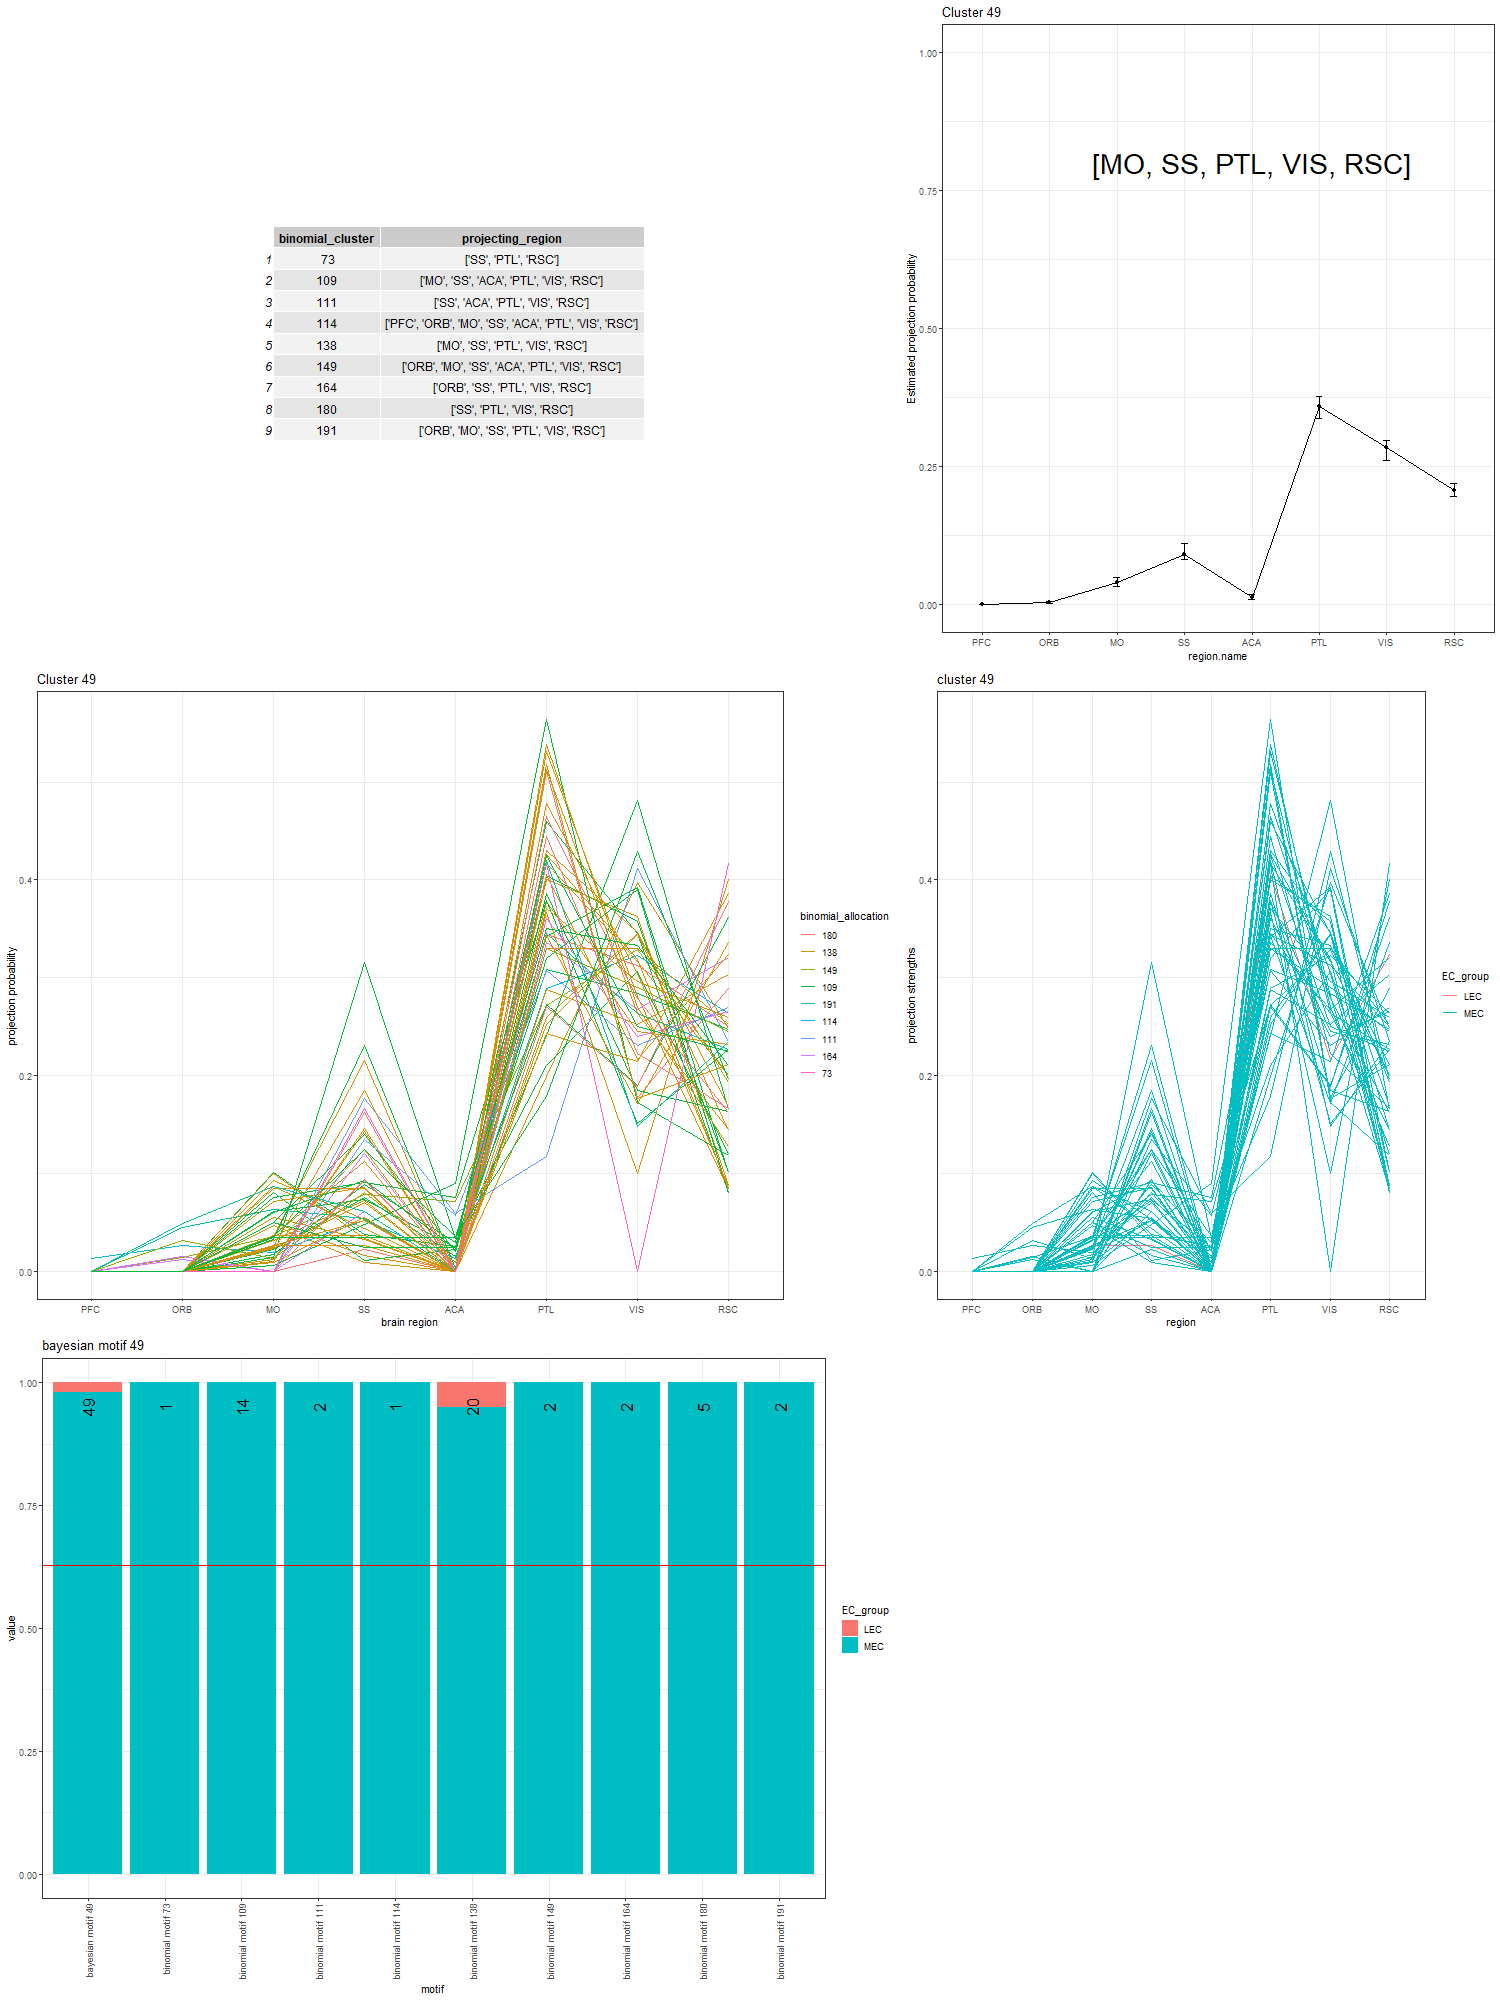 binomial_cluster projecting_region
1 73 ['SS', 'PTL', 'RSC']
2 109 ['MO', 'SS', 'ACA', 'PTL', 'VIS', 'RSC']
3 111 ['SS', 'ACA', 'PTL', 'VIS', 'RSC']
4 114 ['PFC', 'ORB', 'MO', 'SS', 'ACA', 'PTL', 'VIS', 'RSC']
5 138 ['MO', 'SS', 'PTL', 'VIS', 'RSC']
6 149 ['ORB', 'MO', 'SS', 'ACA', 'PTL', 'VIS', 'RSC']
7 164 ['ORB', 'SS', 'PTL', 'VIS', 'RSC']
8 180 ['SS', 'PTL', 'VIS', 'RSC']
9 191 ['ORB', 'MO', 'SS', 'PTL', 'VIS', 'RSC']
Cluster 49
[MO, SS, PTL, VIS, RSC]
Estimated projection probability
1.00
0.75
0.50
0.25
0.00
PFC ORB MO SS ACA PTL VIS RSC
region.name
Cluster 49
projection probability
0.4
0.2
0.0
PFC ORB MO SS ACA PTL VIS RSC
brain region
binomial_allocation
180
138
149
109
191
114
111
164
73
cluster 49
projection strengths
0.4
0.2
0.0
PFC ORB MO SS ACA PTL VIS RSC
region
EC_group
LEC
MEC
bayesian motif 49
value
1.00
0.75
0.50
0.25
0.00
49 1 14 2 1 20 2 2 5 2
bayesian motif 49
binomial motif 73
binomial motif 109
binomial motif 111
binomial motif 114
binomial motif 138
binomial motif 149
binomial motif 164
binomial motif 180
binomial motif 191
motif
EC_group
LEC
MEC